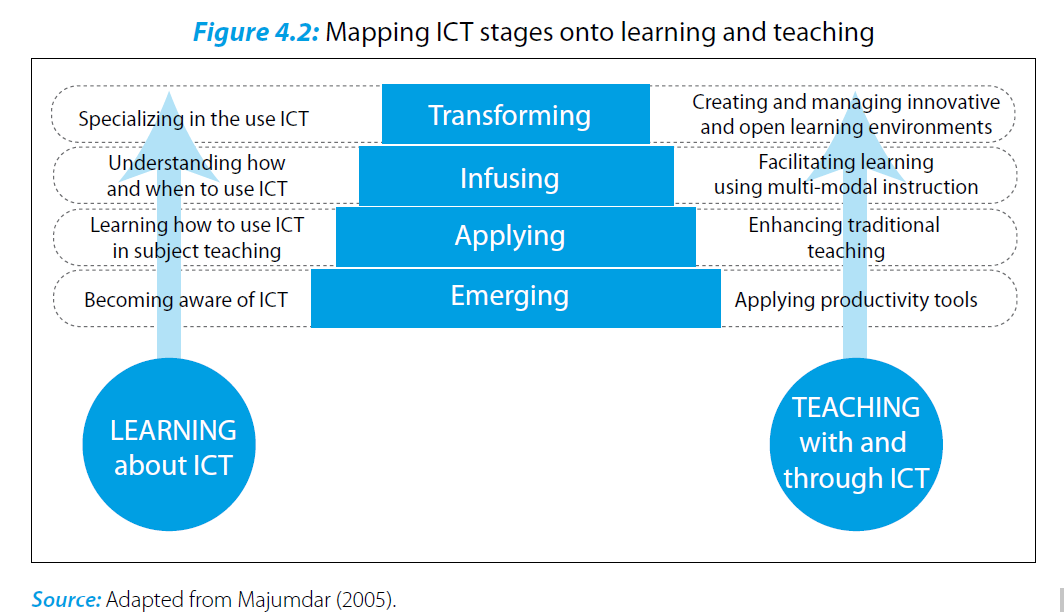 Figure 4.2: Mapping ICT stages onto learning and teaching
Specializing in the use ICT
Transforming
Creating and managing innovative
and open learning environments
Understanding how
and when to use ICT
Infusing
Facilitating learning
using multi-modal instruction
Learning how to use ICT
in subject teaching
Applying
Enhancing traditional
teaching
Becoming aware of ICT
Emerging
Applying productivity tools
LEARNING
about ICT
TEACHING
with and
through ICT
Source: Adapted from Majumdar (2005).